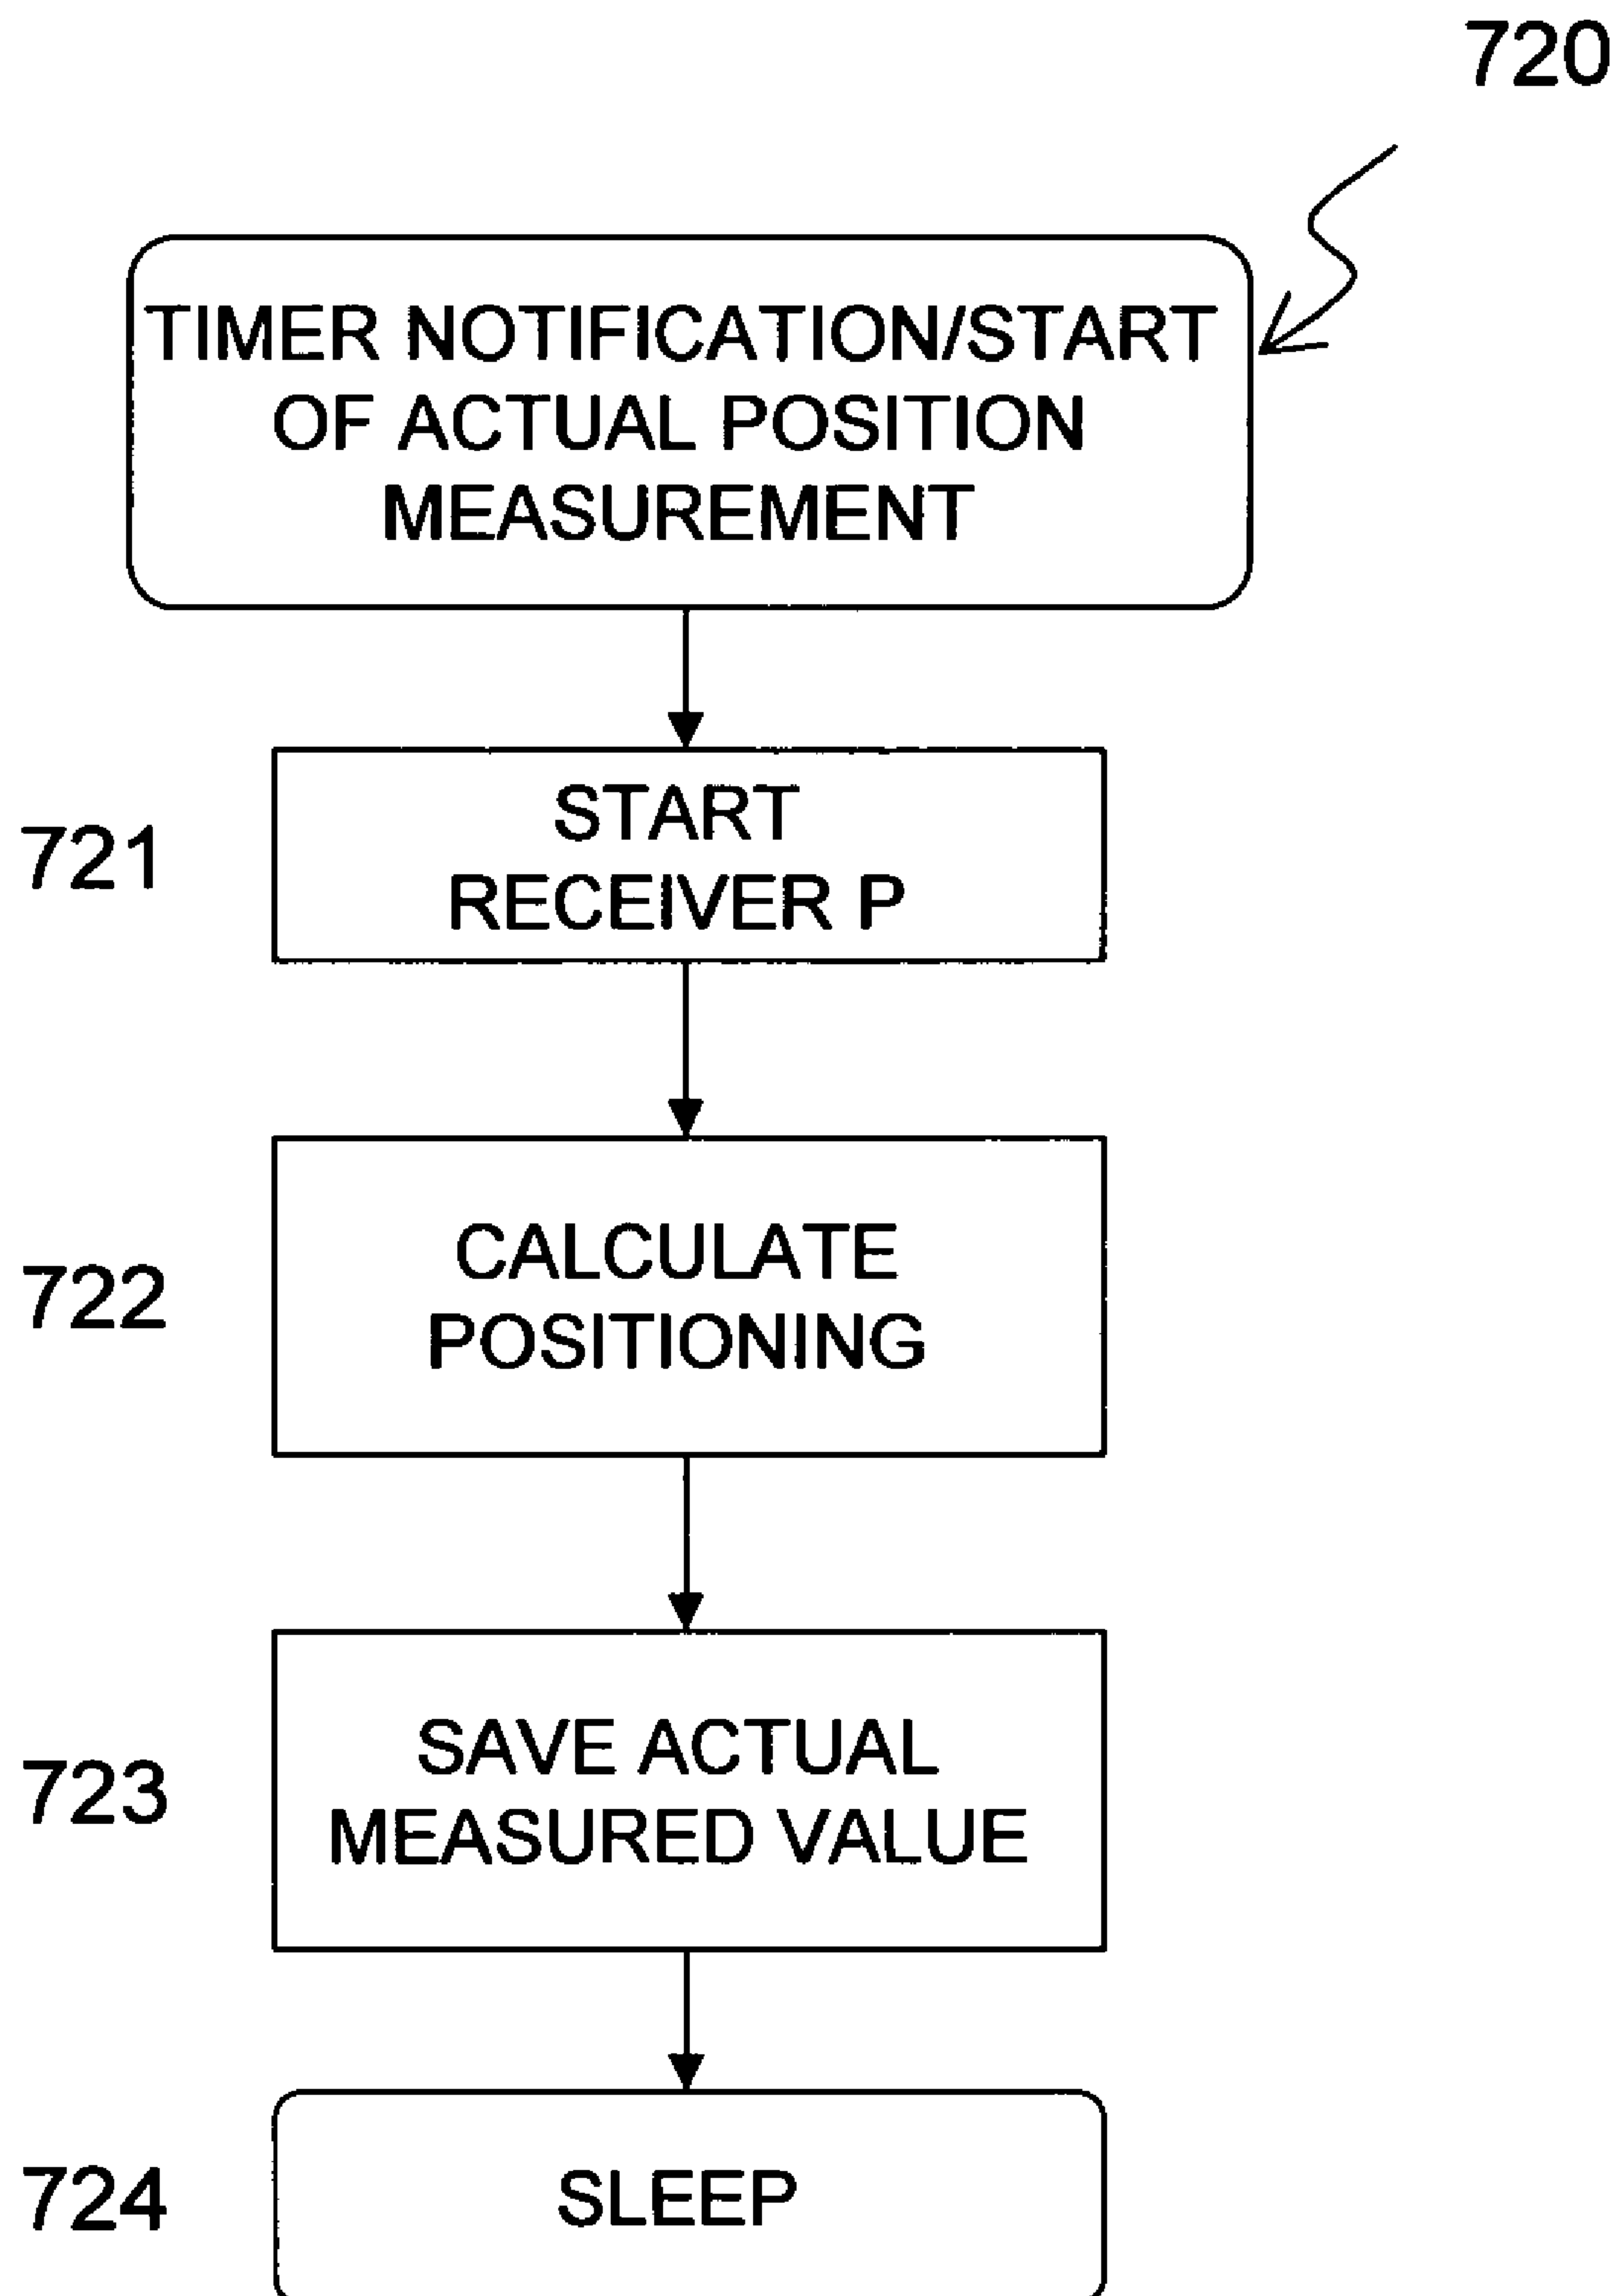 720
TIMER NOTIFICATION/START
OF ACTUAL POSITION
MEASUREMENT
721
START
RECEIVER P
722
CALCULATE
POSITIONING
723
SAVE ACTUAL
MEASURED VALUE
724
SLEEP